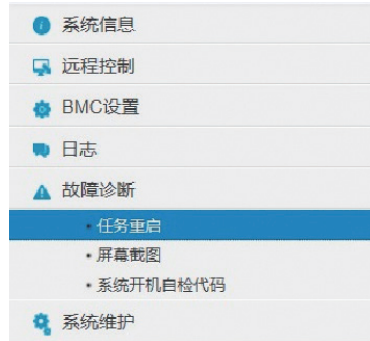 系统信息
远程控制
BMC设置
日志
故障诊断
•任务重启
•屏幕截图
•系统开机自检代码
系统维护